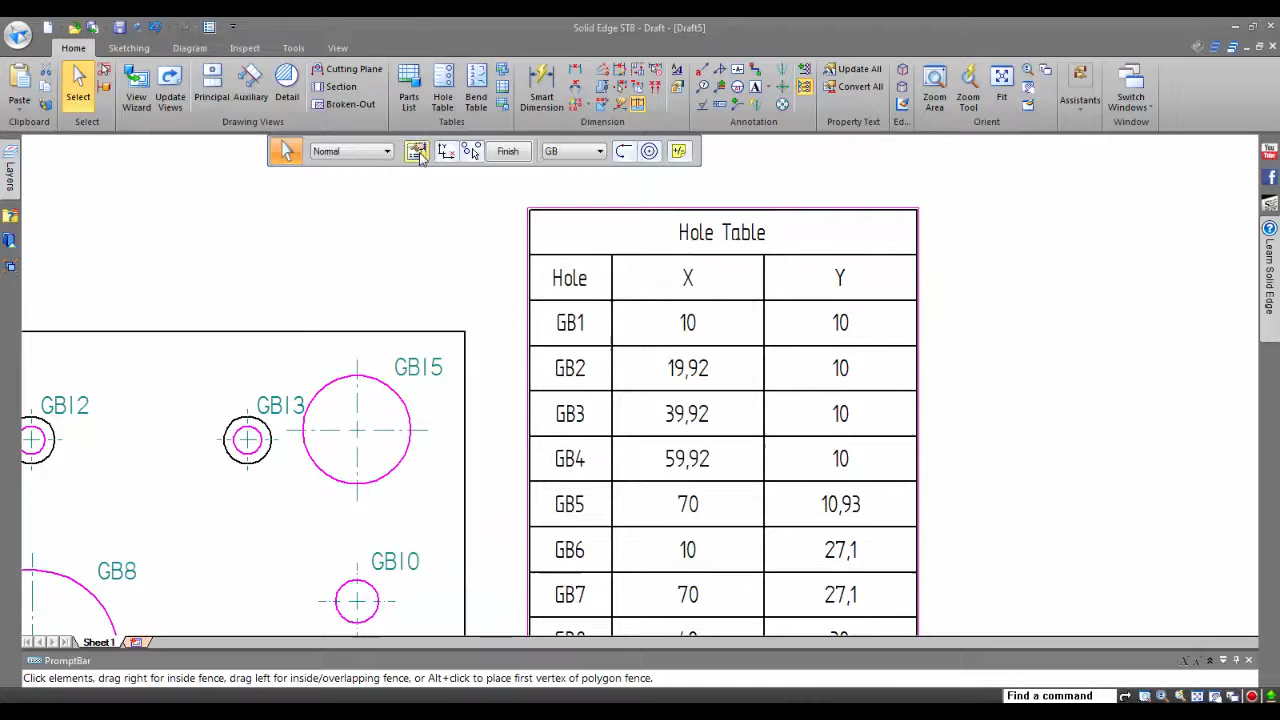 Solid Edge ST8 - Draft - [Draft5]
Home Sketching Diagram Inspect Tools View
Cutting Plane
Section
Broken-Out
Update All
Convert All
Paste Select View Wizard Update Views Principal Auxiliary Detail Parts List Hole Table Bend Table Smart Dimension Zoom Area Zoom Tool Fit Assistants Switch Windows
Clipboard Select Drawing Views Tables Dimension Annotation Property Text Ed... Orient Window
Normal Finish GB
Layers
You Tube
Learn Solid Edge
Hole Table
Hole X Y
GB1 10 10
GB2 19,92 10
GB3 39,92 10
GB4 59,92 10
GB5 70 10,93
GB6 10 27,1
GB7 70 27,1
GB15
GB12
GB13
GB10
GB8
Sheet1
PromptBar
Click elements, drag right for inside fence, drag left for inside/overlapping fence, or Alt+click to place first vertex of polygon fence.
Find a command